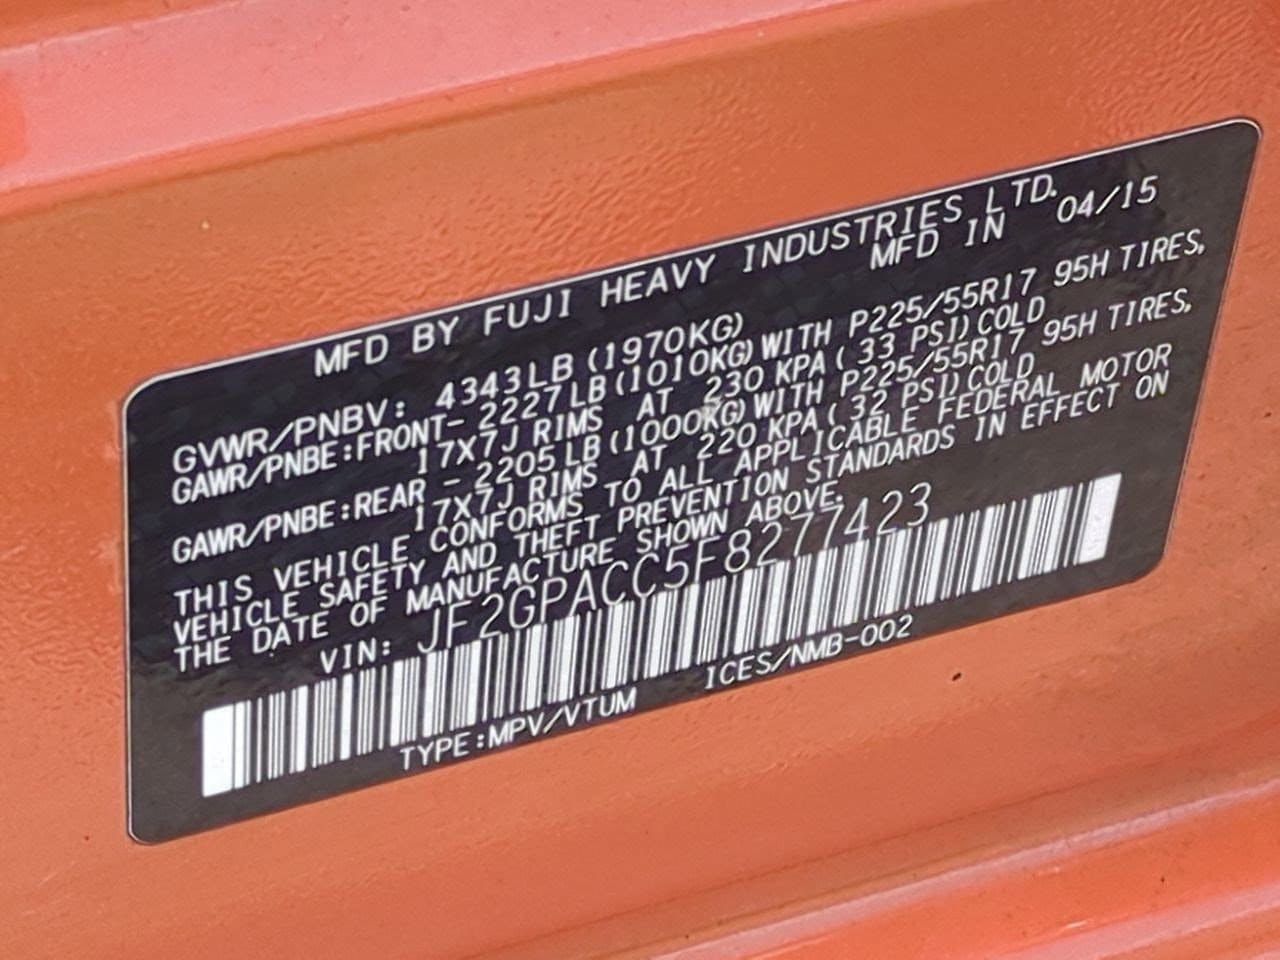 MFD BY FUJI HEAVY INDUSTRIES LTD.
MFD IN 04/15
GVWR/PNBV: 4343LB (1970KG)
GAWR/PNBE:FRONT- 2227LB (1010KG) WITH P225/55R17 95H TIRES,
17X7J RIMS AT 230 KPA ( 33 PSI) COLD
GAWR/PNBE:REAR - 2205LB (1000KG) WITH P225/55R17 95H TIRES,
17X7J RIMS AT 220 KPA ( 32 PSI) COLD
THIS VEHICLE CONFORMS TO ALL APPLICABLE FEDERAL MOTOR
VEHICLE SAFETY AND THEFT PREVENTION STANDARDS IN EFFECT ON
THE DATE OF MANUFACTURE SHOWN ABOVE.
VIN: JF2GPACC5F8277423
TYPE:MPV/VTUM ICES/NMB-002